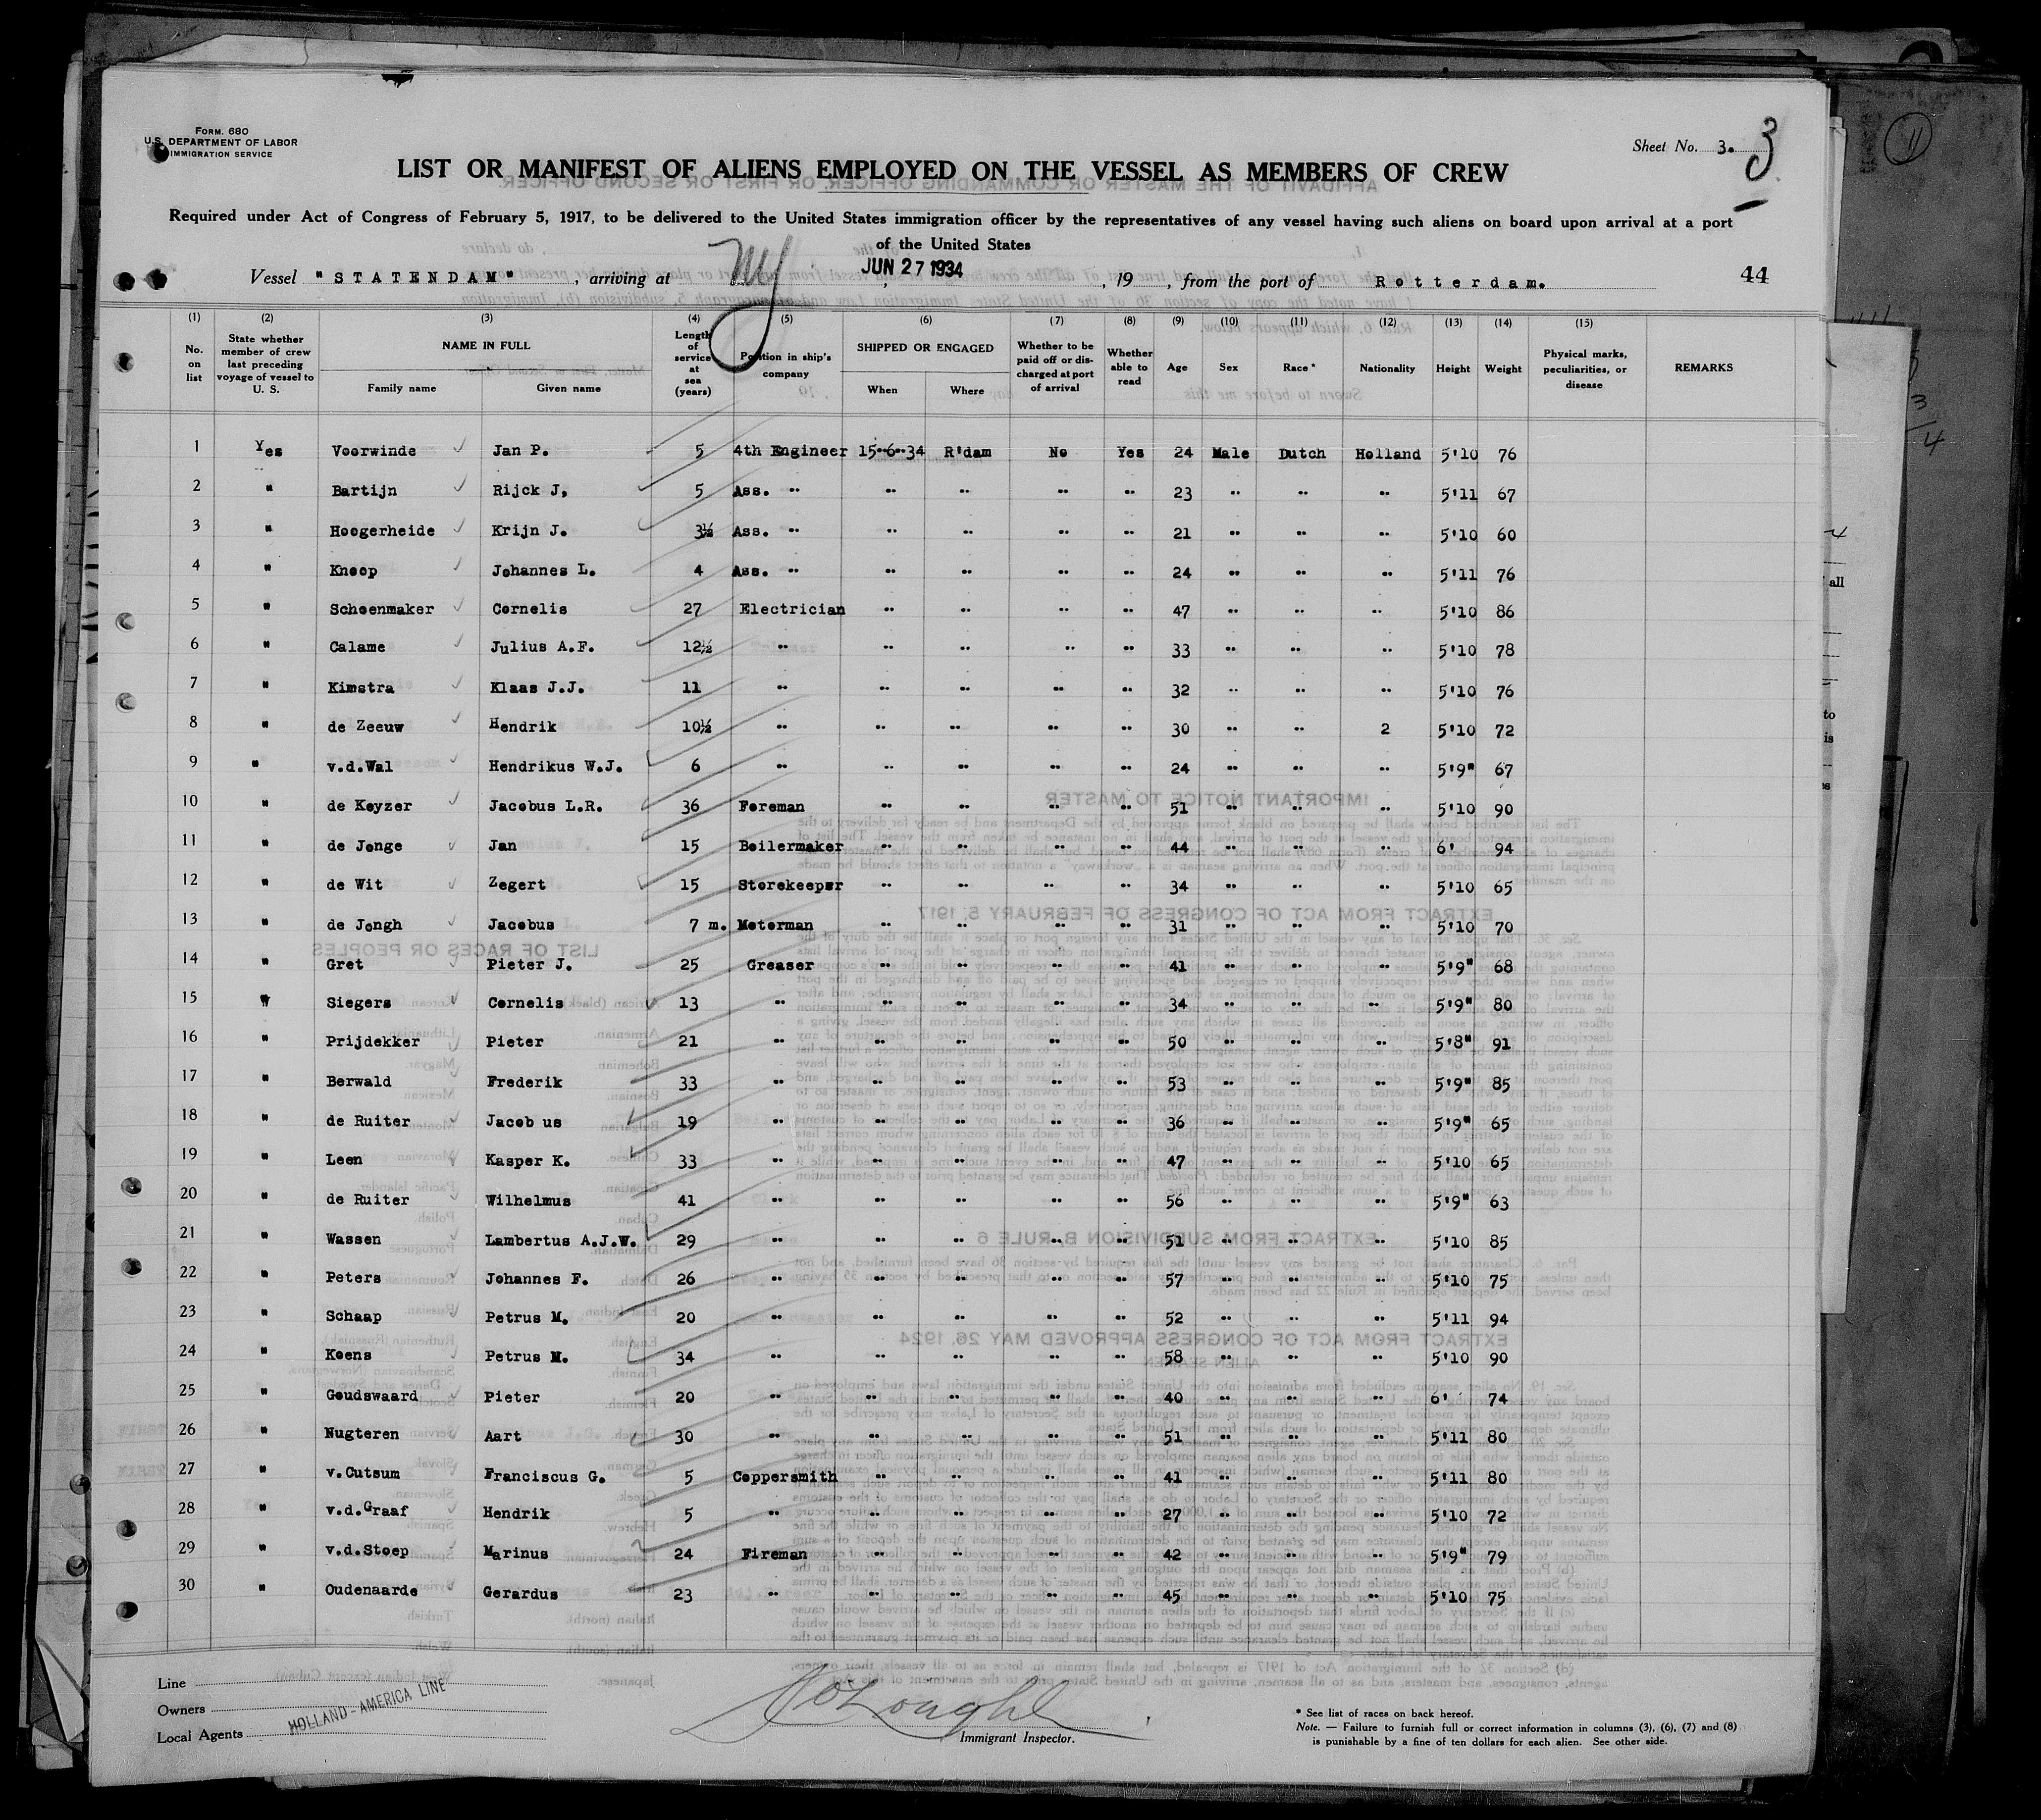 FORM. 680
U.S. DEPARTMENT OF LABOR
IMMIGRATION SERVICE
Sheet No. 3. 3
LIST OR MANIFEST OF ALIENS EMPLOYED ON THE VESSEL AS MEMBERS OF CREW
Required under Act of Congress of February 5, 1917, to be delivered to the United States immigration officer by the representatives of any vessel having such aliens on board upon arrival at a port
of the United States
Vessel "STATENDAM", arriving at NY, JUN 27 1934, 19, from the port of Rotterdam. 44
(1) (2) (3) (4) (5) (6) (7) (8) (9) (10) (11) (12) (13) (14) (15)
No. on list State whether member of crew last preceding voyage of vessel to U. S. NAME IN FULL Family name Given name Length of service at sea (years) Position in ship's company SHIPPED OR ENGAGED When Where Whether to be paid off or discharged at port of arrival Whether able to read Age Sex Race * Nationality Height Weight Physical marks, peculiarities, or disease REMARKS
1 Yes Voorwinde Jan P. 5 4th Engineer 15-6-34 R'dam No Yes 24 Male Dutch Holland 5'10 76
2 " Bartijn Rijck J, 5 Ass. " " " " " 23 " " " 5'11 67
3 " Hoogerheide Krijn J. 3½ Ass. " " " " " 21 " " " 5'10 60
4 " Knoop Johannes L. 4 Ass. " " " " " 24 " " " 5'11 76
5 " Schoenmaker Cornelis 27 Electrician " " " " 47 " " " 5'10 86
6 " Calame Julius A.F. 12½ " " " " " 33 " " " 5'10 78
7 " Kimstra Klaas J.J. 11 " " " " " 32 " " " 5'10 76
8 " de Zeeuw Hendrik 10½ " " " " " 30 " " 2 5'10 72
9 " v.d.Wal Hendrikus W.J. 6 " " " " " 24 " " " 5'9" 67
10 " de Keyzer Jacobus L.R. 36 Foreman " " " " 51 " " " 5'10 90
11 " de Jonge Jan 15 Boilermaker " " " " 44 " " " 6' 94
12 " de Wit Zegert 15 Storekeeper " " " " 34 " " " 5'10 65
13 " de Jongh Jacobus 7 m. Motorman " " " " 31 " " " 5'10 70
14 " Gret Pieter J. 25 Greaser " " " " 41 " " " 5'9" 68
15 " Siegers Cornelis 13 " " " " " 34 " " " 5'9" 80
16 " Prijdekker Pieter 21 " " " " " 50 " " " 5'8" 91
17 " Berwald Frederik 33 " " " " " 53 " " " 5'9" 85
18 " de Ruiter Jacob us 19 " " " " " 36 " " " 5'9" 65
19 " Leen Kasper K. 33 " " " " " 47 " " " 5'10 65
20 " de Ruiter Wilhelmus 41 " " " " " 56 " " " 5'9" 63
21 " Wassen Lambertus A.J.W. 29 " " " " " 51 " " " 5'10 85
22 " Peters Johannes F. 26 " " " " " 57 " " " 5'10 75
23 " Schaap Petrus M. 20 " " " " " 52 " " " 5'11 94
24 " Koens Petrus M. 34 " " " " " 58 " " " 5'10 90
25 " Goudswaard Pieter 20 " " " " " 40 " " " 6' 74
26 " Nugteren Aart 30 " " " " " 51 " " " 5'11 80
27 " v.Cutsum Franciscus G. 5 Coppersmith " " " " 41 " " " 5'11 80
28 " v.d.Graaf Hendrik 5 " " " " " 27 " " " 5'10 72
29 " v.d.Stoep Marinus 24 Fireman " " " " 42 " " " 5'9" 79
30 " Oudenaarde Gerardus 23 " " " " " 45 " " " 5'10 75
Line
Owners
Local Agents
HOLLAND-AMERICA LINE
Immigrant Inspector.
* See list of races on back hereof.
Note. — Failure to furnish full or correct information in columns (3), (6), (7) and (8)
is punishable by a fine of ten dollars for each alien. See other side.